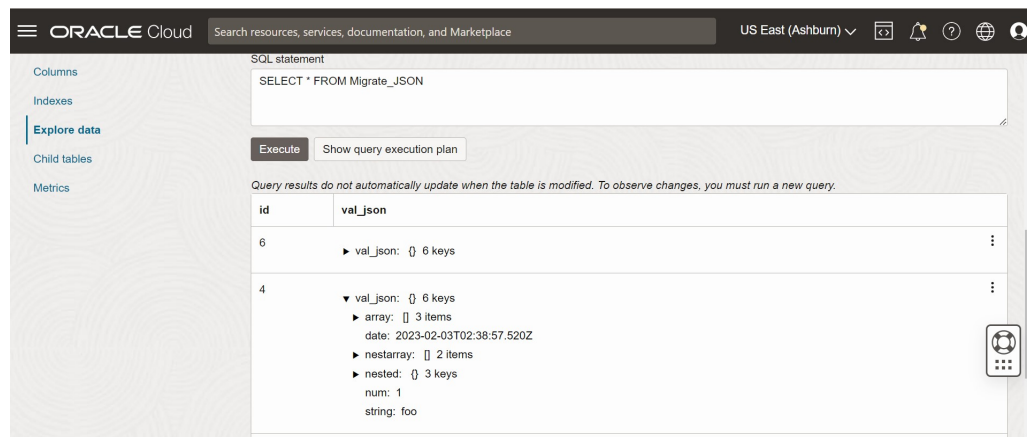 ORACLE Cloud Search resources, services, documentation, and Marketplace US East (Ashburn)
Columns
Indexes
Explore data
Child tables
Metrics
SQL statement
SELECT * FROM Migrate_JSON
Execute Show query execution plan
Query results do not automatically update when the table is modified. To observe changes, you must run a new query.
id val_json
6 val_json: {} 6 keys
4 val_json: {} 6 keys
array: [] 3 items
date: 2023-02-03T02:38:57.520Z
nestarray: [] 2 items
nested: {} 3 keys
num: 1
string: foo